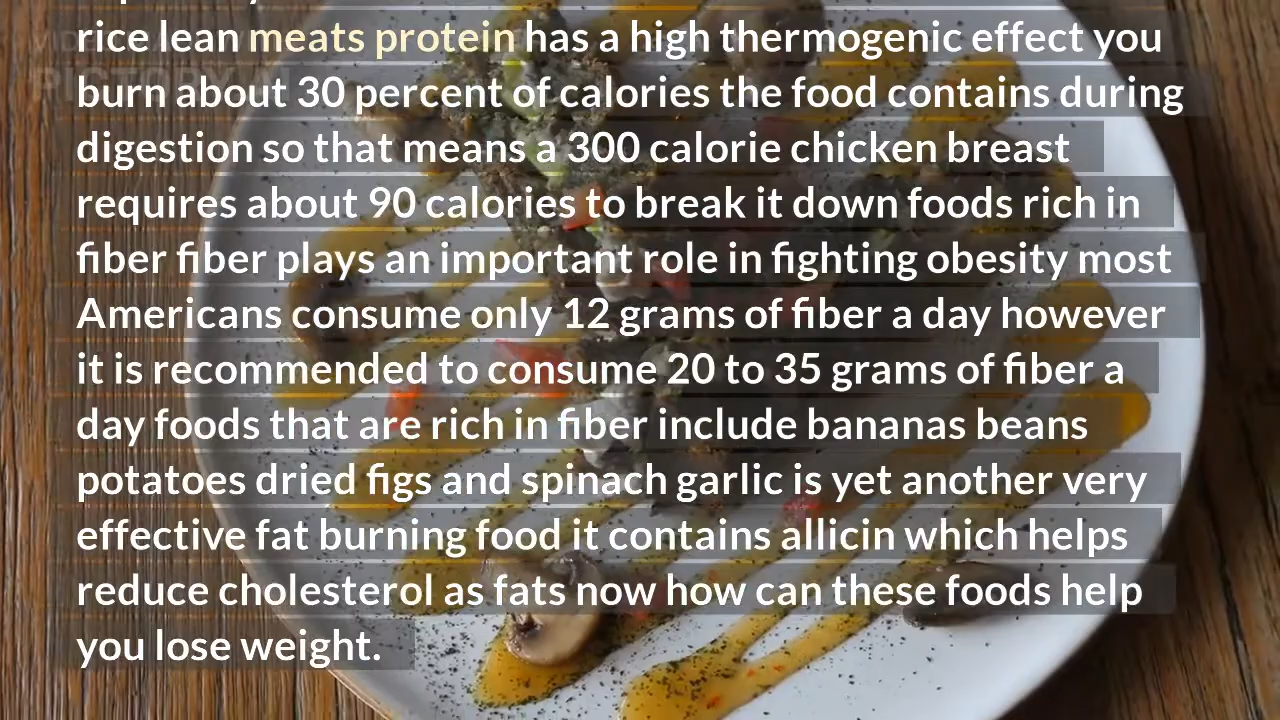 rice lean meats protein has a high thermogenic effect you
burn about 30 percent of calories the food contains during
digestion so that means a 300 calorie chicken breast
requires about 90 calories to break it down foods rich in
fiber fiber plays an important role in fighting obesity most
Americans consume only 12 grams of fiber a day however
it is recommended to consume 20 to 35 grams of fiber a
day foods that are rich in fiber include bananas beans
potatoes dried figs and spinach garlic is yet another very
effective fat burning food it contains allicin which helps
reduce cholesterol as fats now how can these foods help
you lose weight.